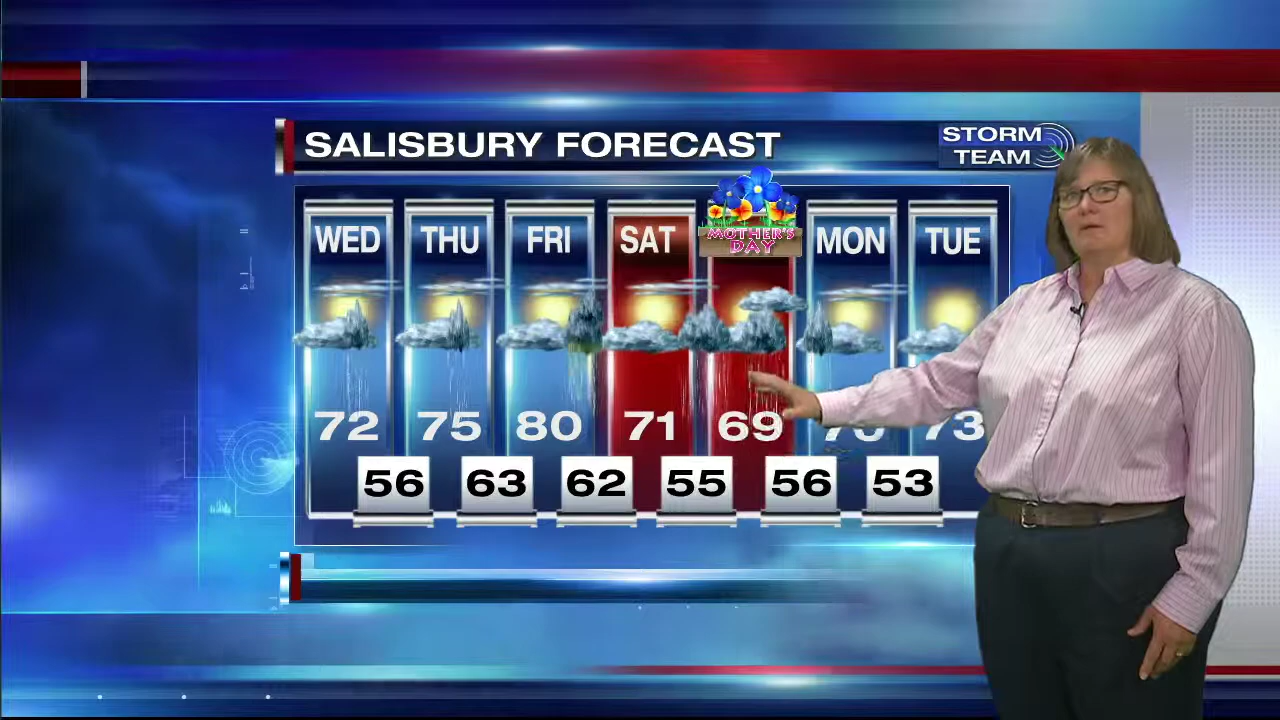 SALISBURY FORECAST
STORM
TEAM
WED THU FRI SAT MOTHER'S DAY MON TUE
72 75 80 71 69 70 73
56 63 62 55 56 53